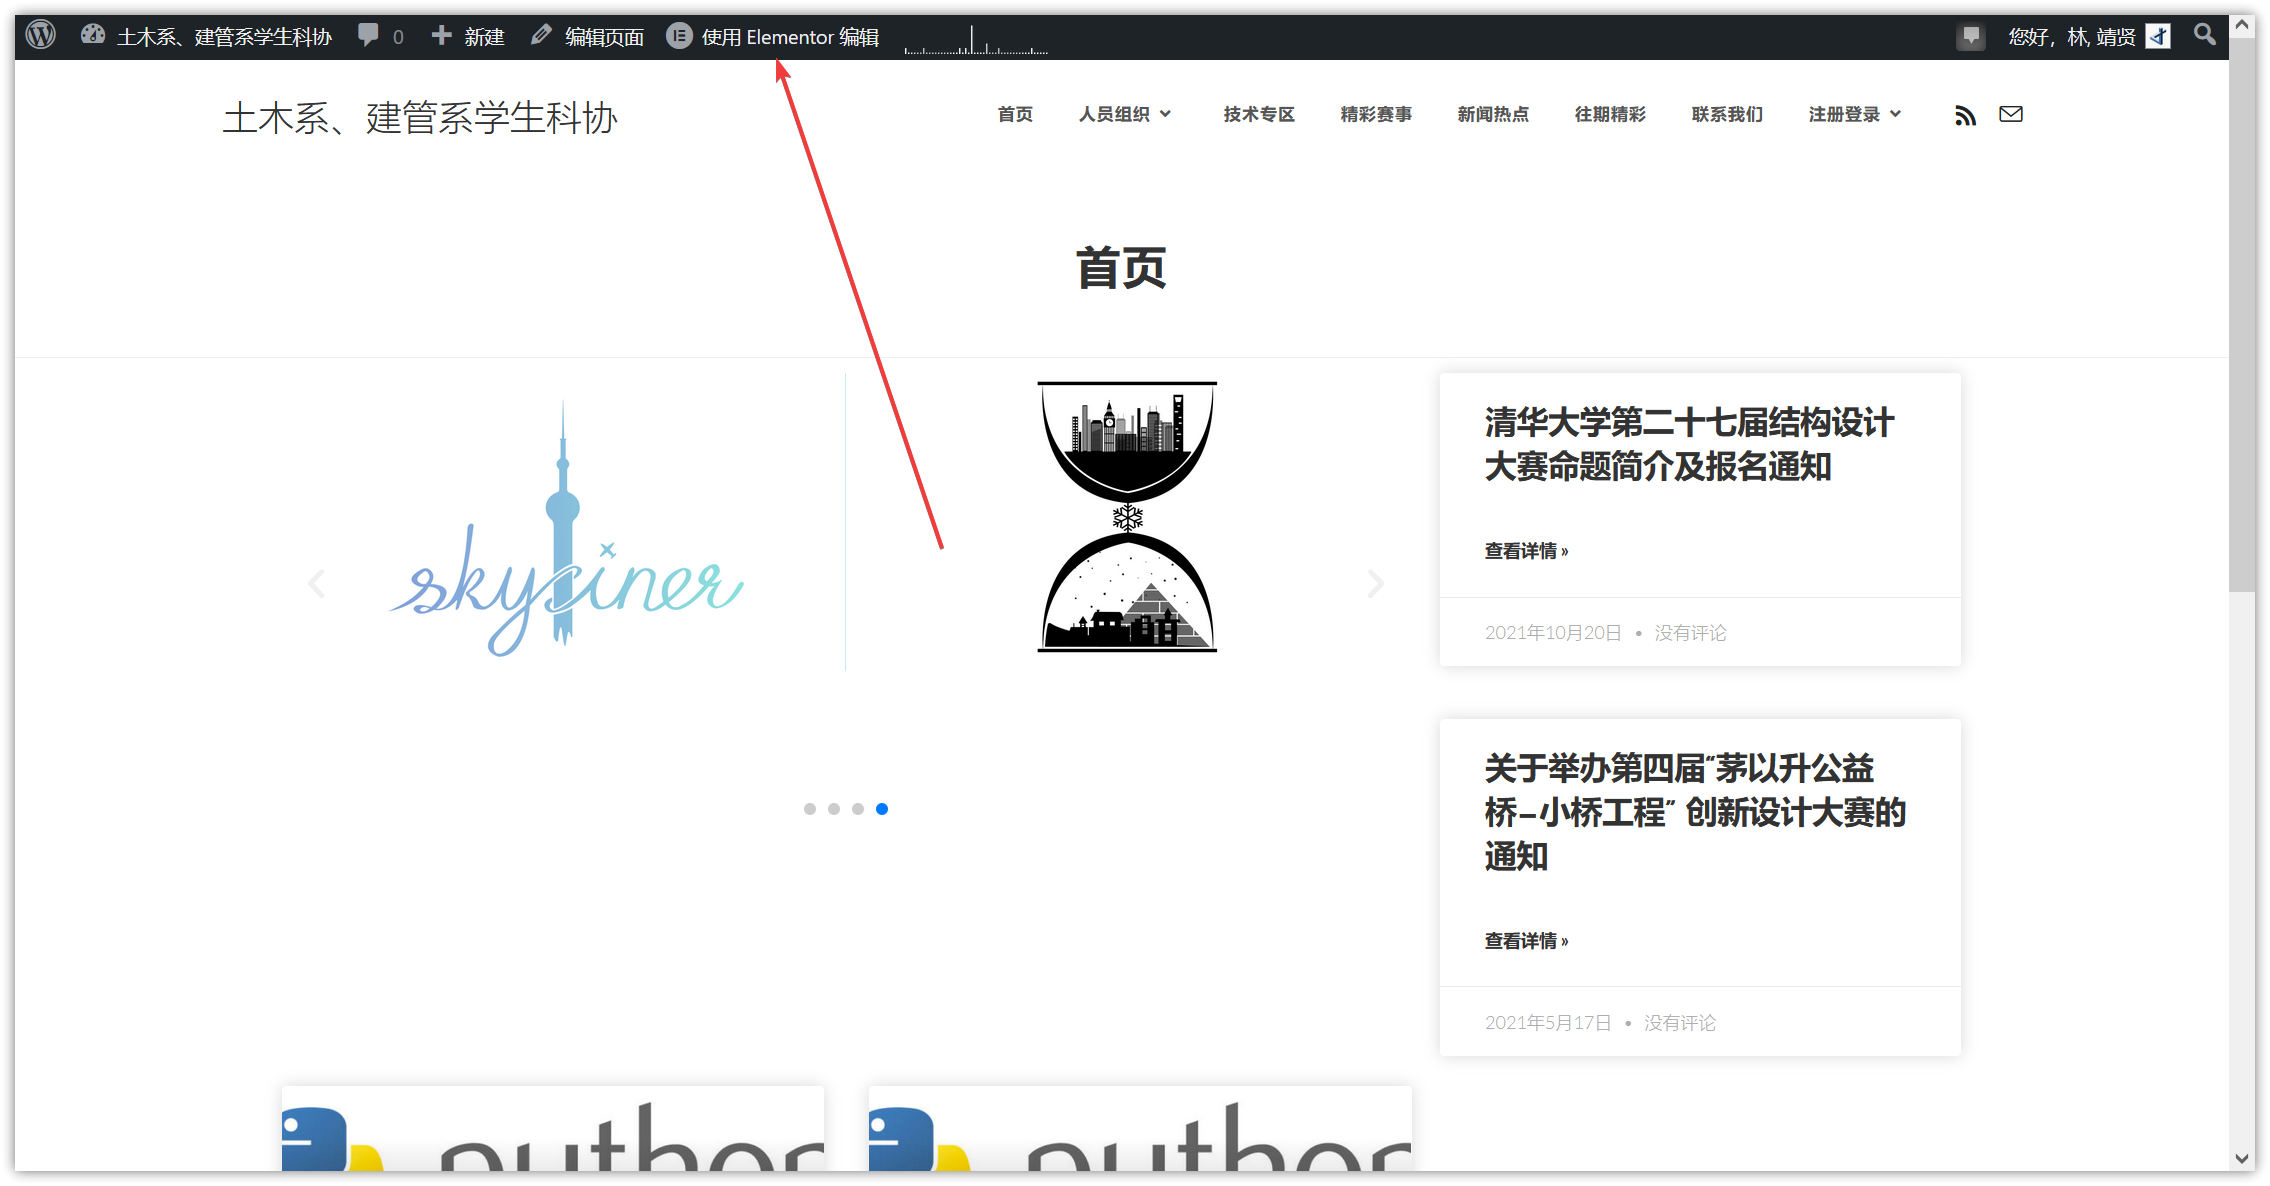 土木系、建管系学生科协 0 新建 编辑页面 使用 Elementor 编辑 您好，林, 靖贤
土木系、建管系学生科协
首页 人员组织 技术专区 精彩赛事 新闻热点 往期精彩 联系我们 注册登录
首页
skyliner
清华大学第二十七届结构设计
大赛命题简介及报名通知
查看详情 »
2021年10月20日 • 没有评论
关于举办第四届“茅以升公益
桥–小桥工程” 创新设计大赛的
通知
查看详情 »
2021年5月17日 • 没有评论
python
python